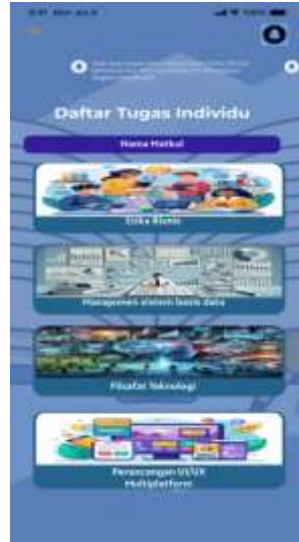 Daftar Tugas Individu
Nama Matkul
Etika Bisnis
Manajemen sistem basis data
Filsafat Teknologi
Perancangan UI/UX
Multiplatform